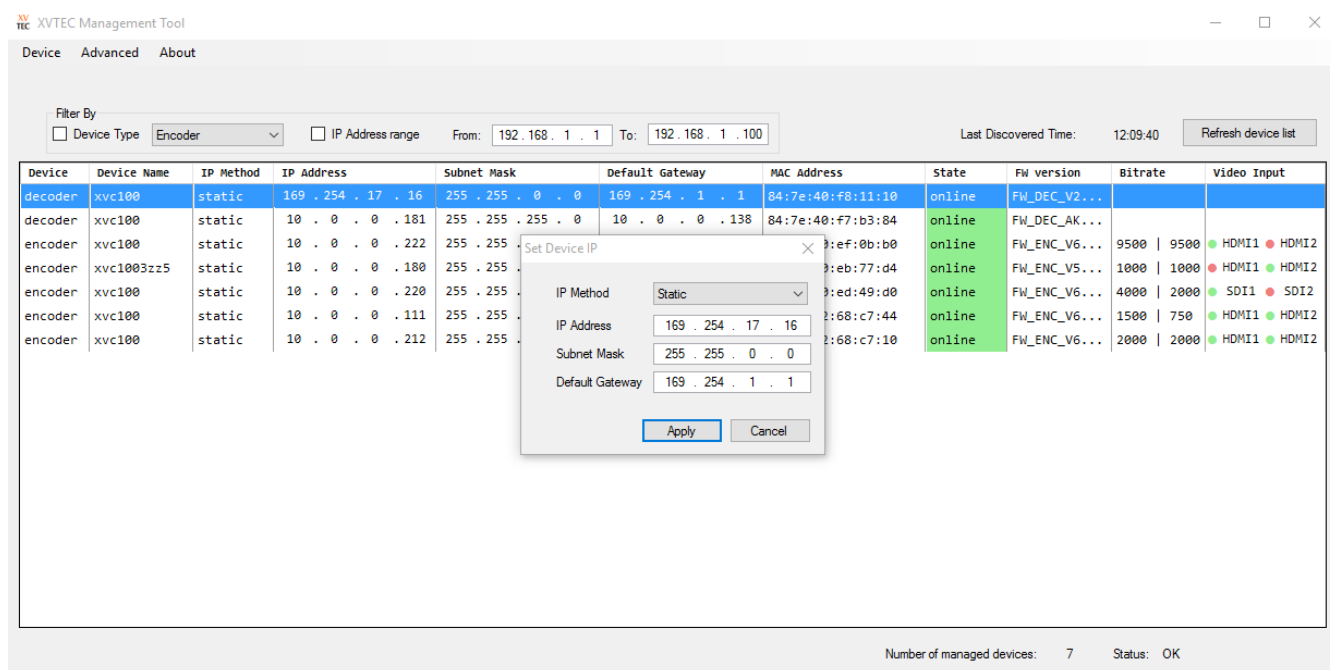 XV TEC XVTEC Management Tool
Device Advanced About
Filter By
Device Type Encoder IP Address range From: 192 . 168 . 1 . 1 To: 192 . 168 . 1 . 100 Last Discovered Time: 12:09:40 Refresh device list
Device Device Name IP Method IP Address Subnet Mask Default Gateway MAC Address State FW version Bitrate Video Input
decoder xvc100 static 169 . 254 . 17 . 16 255 . 255 . 0 . 0 169 . 254 . 1 . 1 84:7e:40:f8:11:10 online FW_DEC_V2...
decoder xvc100 static 10 . 0 . 0 . 181 255 . 255 . 255 . 0 10 . 0 . 0 . 138 84:7e:40:f7:b3:84 online FW_DEC_AK...
encoder xvc100 static 10 . 0 . 0 . 222 255 . 255 . :ef:0b:b0 online FW_ENC_V6... 9500 | 9500 HDMI1 HDMI2
encoder xvc1003zz5 static 10 . 0 . 0 . 180 255 . 255 . :eb:77:d4 online FW_ENC_V5... 1000 | 1000 HDMI1 HDMI2
encoder xvc100 static 10 . 0 . 0 . 220 255 . 255 . :ed:49:d0 online FW_ENC_V6... 4000 | 2000 SDI1 SDI2
encoder xvc100 static 10 . 0 . 0 . 111 255 . 255 . :68:c7:44 online FW_ENC_V6... 1500 | 750 HDMI1 HDMI2
encoder xvc100 static 10 . 0 . 0 . 212 255 . 255 . :68:c7:10 online FW_ENC_V6... 2000 | 2000 HDMI1 HDMI2
Set Device IP
IP Method Static
IP Address 169 . 254 . 17 . 16
Subnet Mask 255 . 255 . 0 . 0
Default Gateway 169 . 254 . 1 . 1
Apply Cancel
Number of managed devices: 7 Status: OK